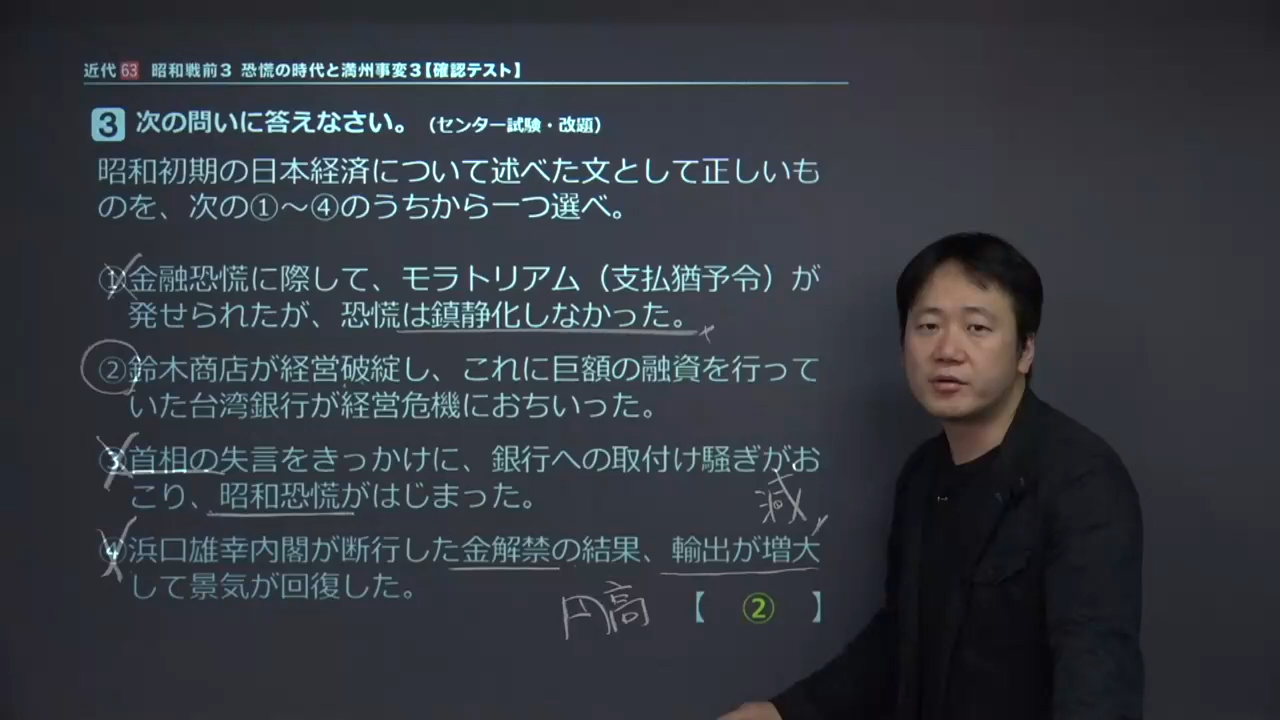 近代 63 昭和戦前3 恐慌の時代と満州事変3【確認テスト】
3 次の問いに答えなさい。（センター試験・改題）
昭和初期の日本経済について述べた文として正しいも
のを、次の①～④のうちから一つ選べ。
①金融恐慌に際して、モラトリアム（支払猶予令）が
発せられたが、恐慌は鎮静化しなかった。
②鈴木商店が経営破綻し、これに巨額の融資を行って
いた台湾銀行が経営危機におちいった。
③首相の失言をきっかけに、銀行への取付け騒ぎがお
こり、昭和恐慌がはじまった。
減
④浜口雄幸内閣が断行した金解禁の結果、輸出が増大
して景気が回復した。
円高
【 ② 】